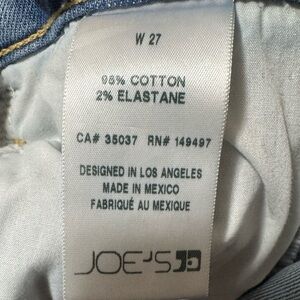 W 27
98% COTTON
2% ELASTANE
CA# 35037 RN# 149497
DESIGNED IN LOS ANGELES
MADE IN MEXICO
FABRIQUÉ AU MEXIQUE
JOE'S